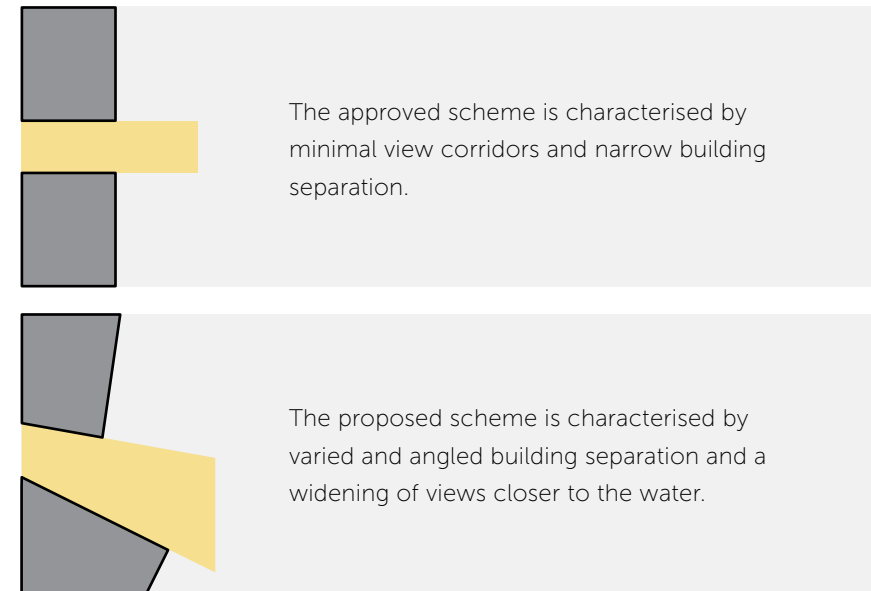 The approved scheme is characterised by
minimal view corridors and narrow building
separation.
The proposed scheme is characterised by
varied and angled building separation and a
widening of views closer to the water.